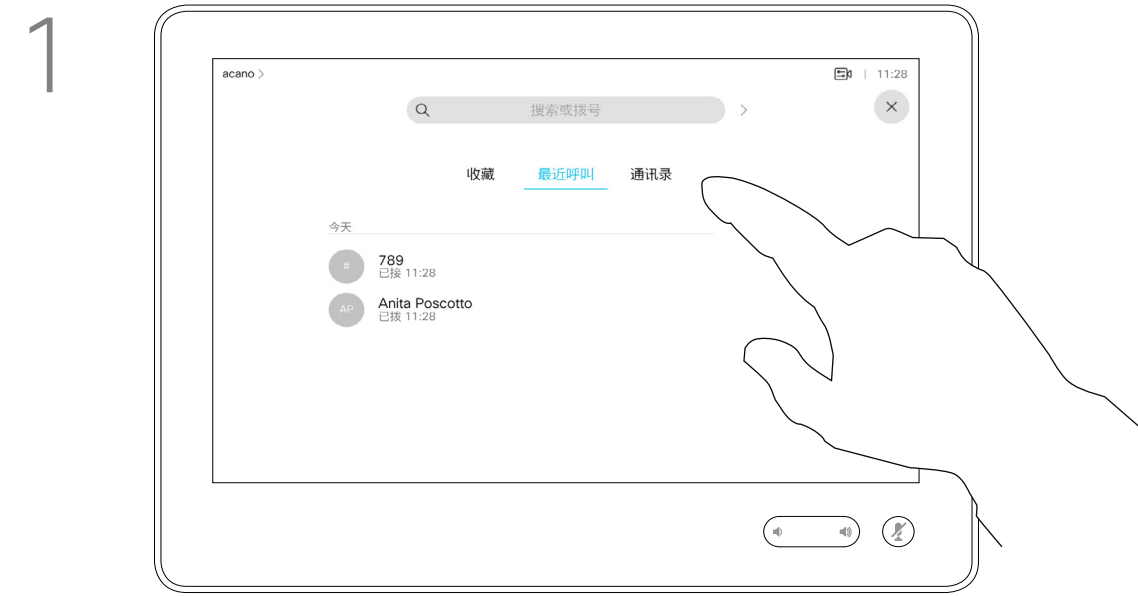 1
acano >
11:28
搜索或拨号
收藏
最近呼叫
通讯录
今天
#
789
已接 11:28
AP
Anita Poscotto
已拨 11:28